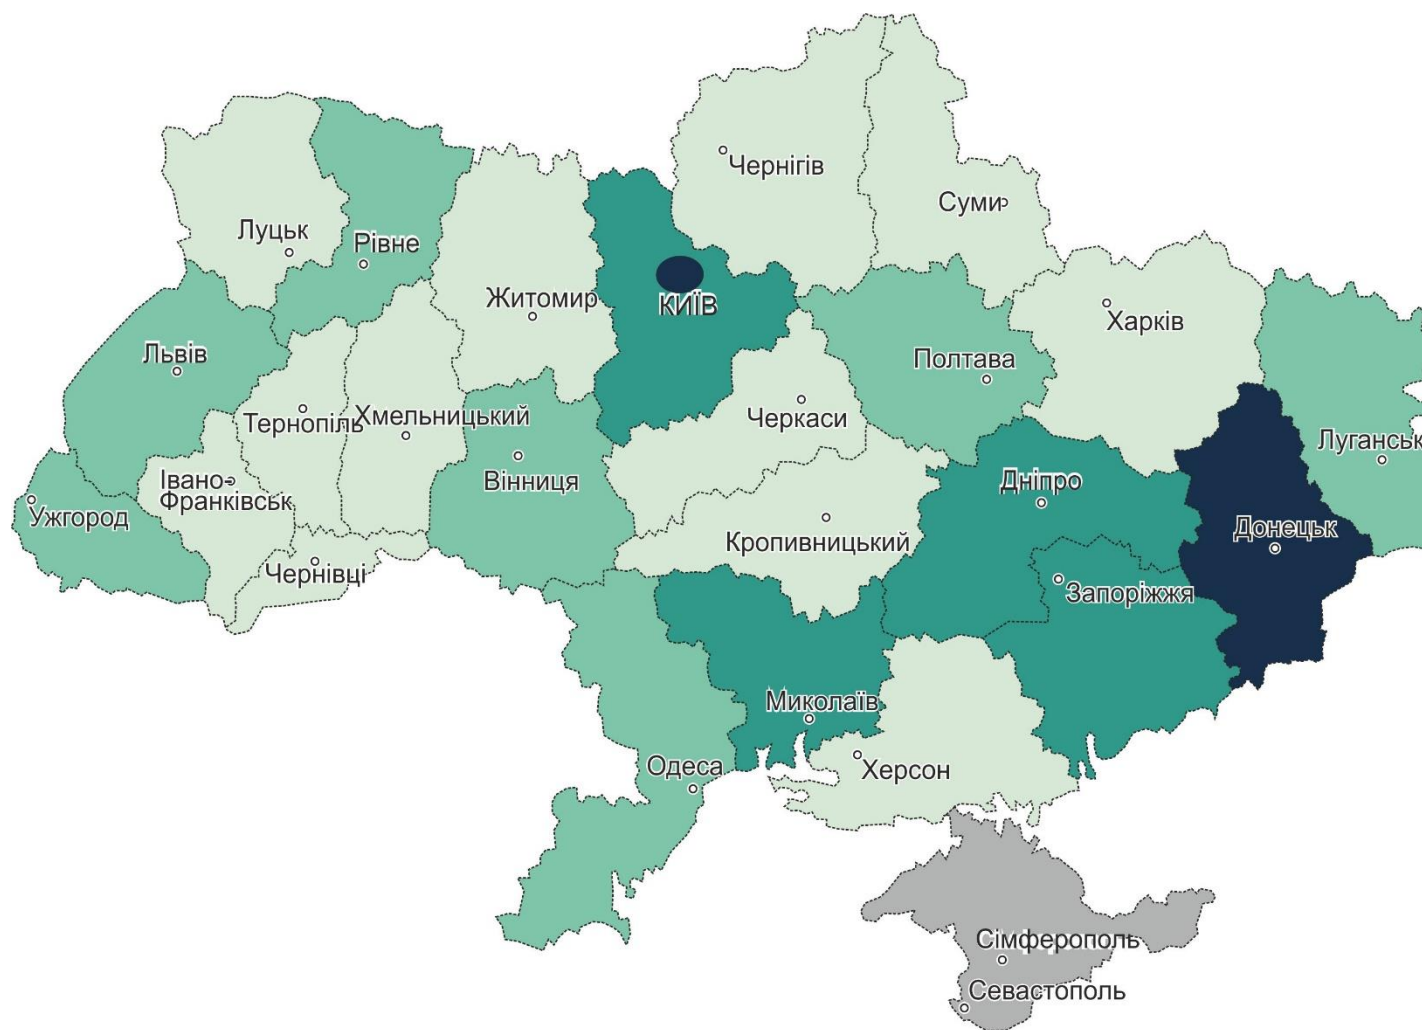 Чернігів
Суми
Луцьк
Рівне
Житомир
КИЇВ
Харків
Львів
Полтава
Тернопіль
Хмельницький
Черкаси
Луганськ
Івано-
Франківськ
Вінниця
Дніпро
Ужгород
Кропивницький
Донецьк
Чернівці
Запоріжжя
Миколаїв
Одеса
Херсон
Сімферополь
Севастополь